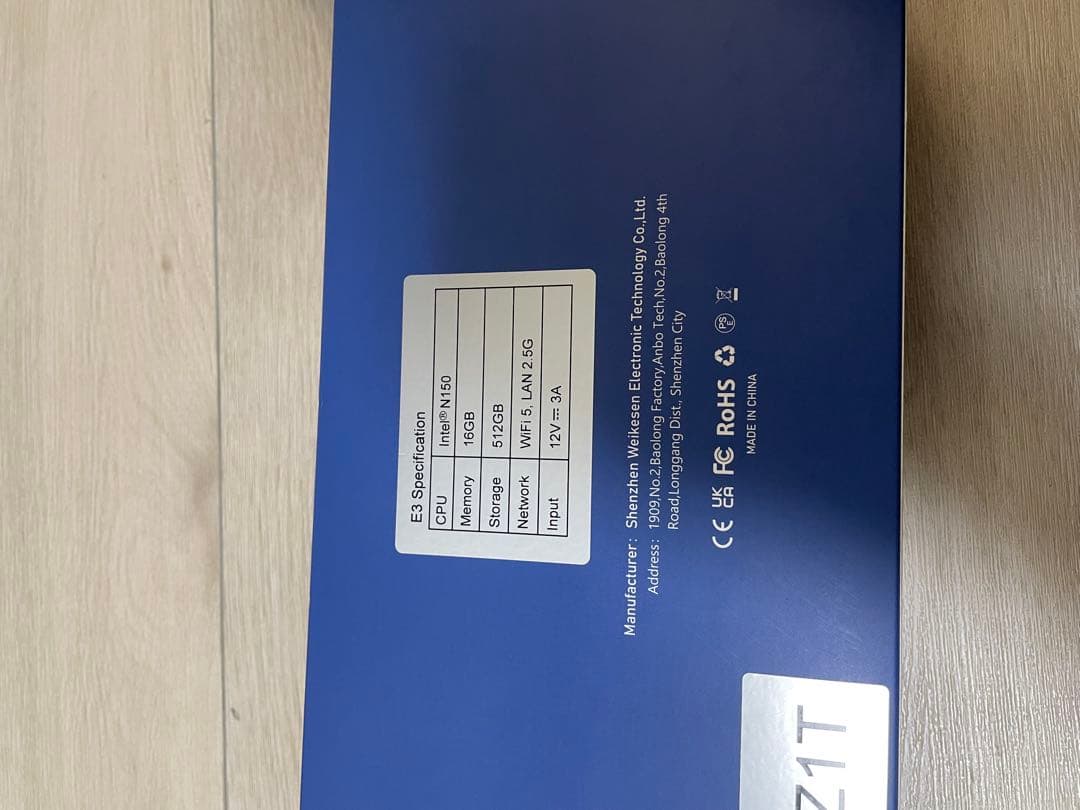 E3 Specification
CPU Intel® N150
Memory 16GB
Storage 512GB
Network WiFi 5, LAN 2.5G
Input 12V⎓3A
Manufacturer: Shenzhen Weikesen Electronic Technology Co.,Ltd.
Address: 1909,No.2,Baolong Factory,Anbo Tech,No.2,Baolong 4th
Road,Longgang Dist., Shenzhen City
CE UK CA FC RoHS PSE
MADE IN CHINA
Z1T